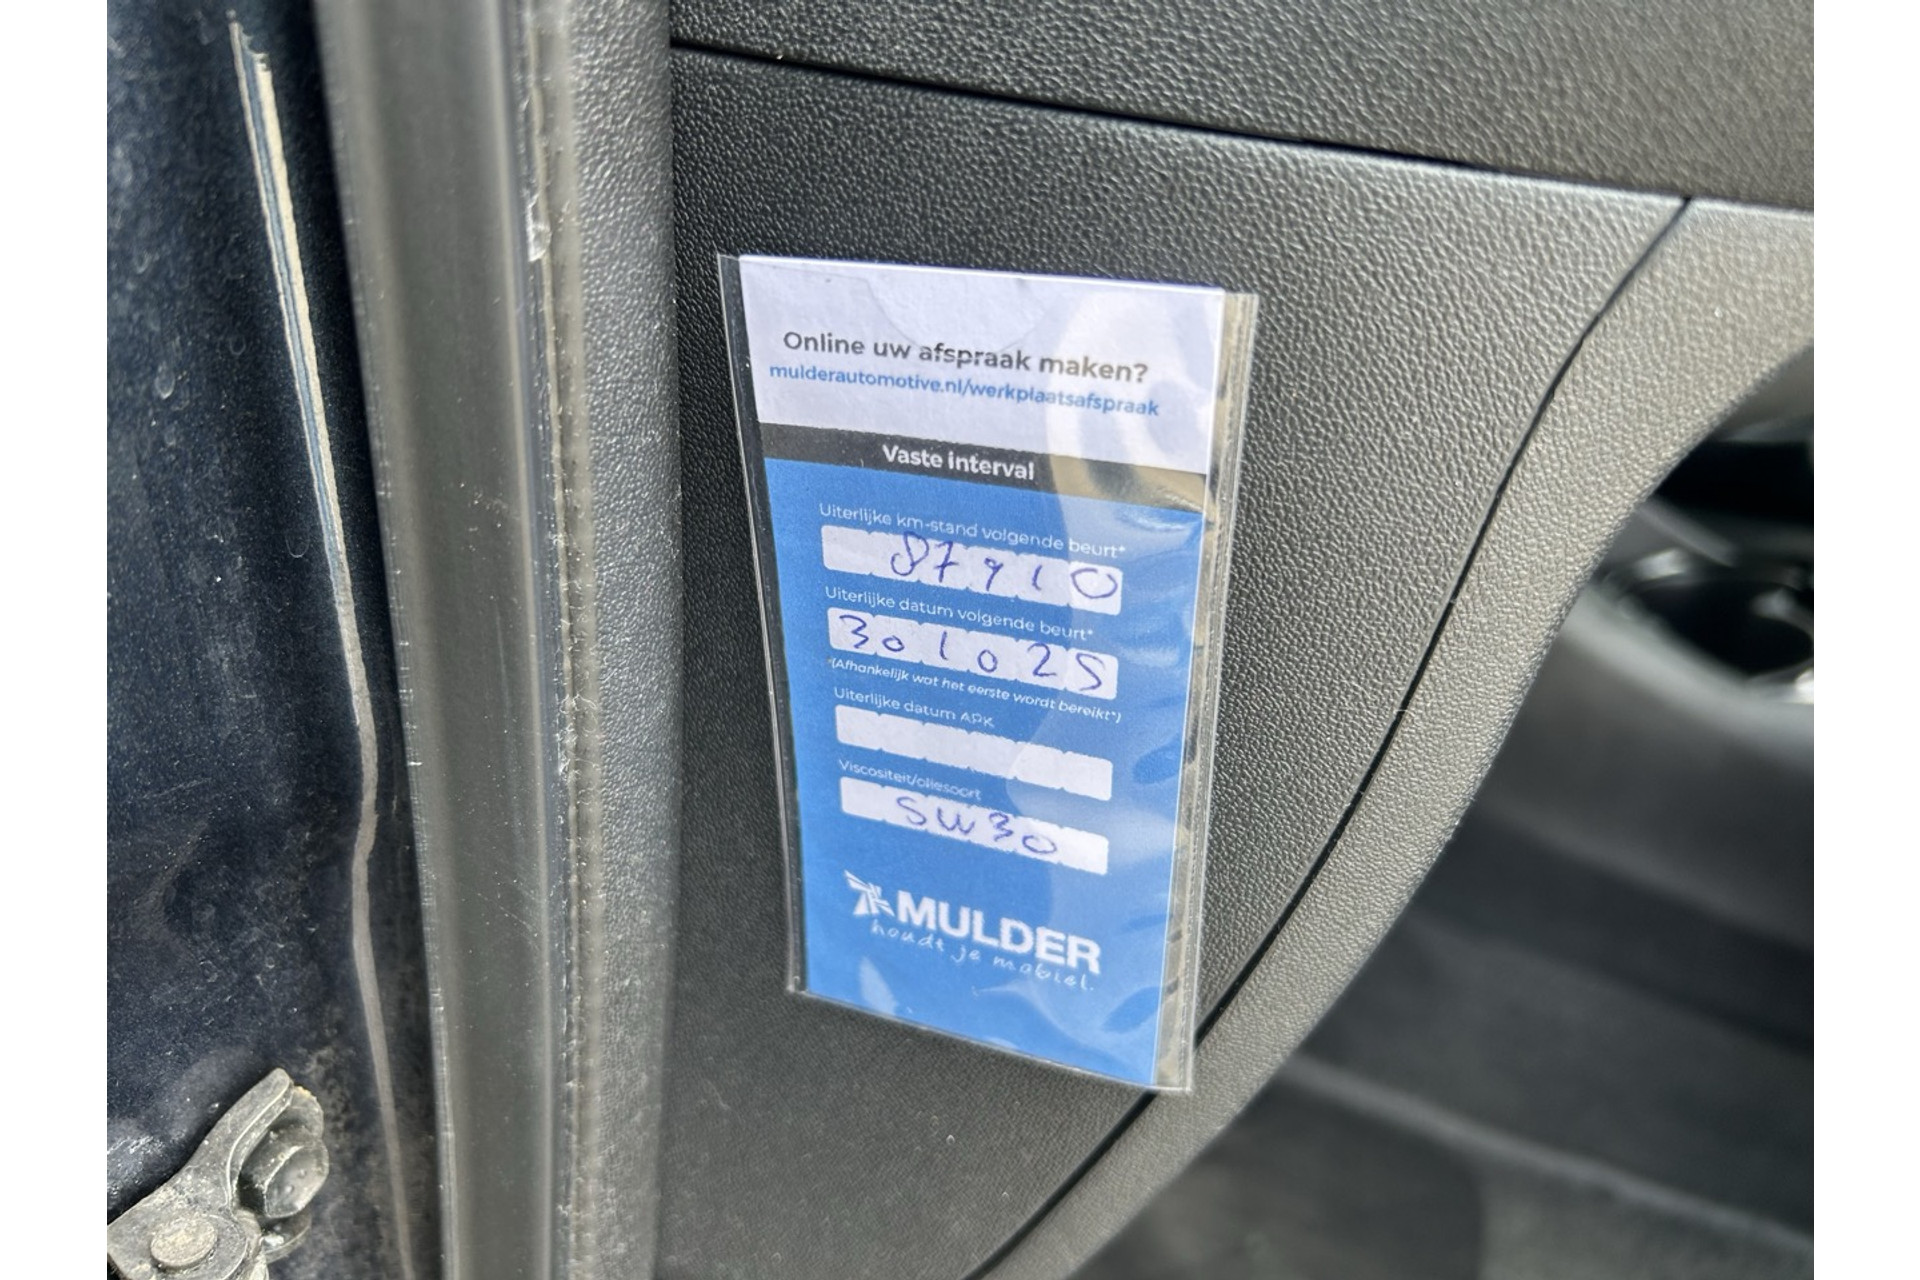 Online uw afspraak maken?
mulderautomotive.nl/werkplaatsafspraak
Vaste interval
Uiterlijke km-stand volgende beurt*
87910
Uiterlijke datum volgende beurt*
301025
*(Afhankelijk wat het eerste wordt bereikt*)
Uiterlijke datum APK
Viscositeit/oliesoort
5W30
MULDER
houdt je mobiel.